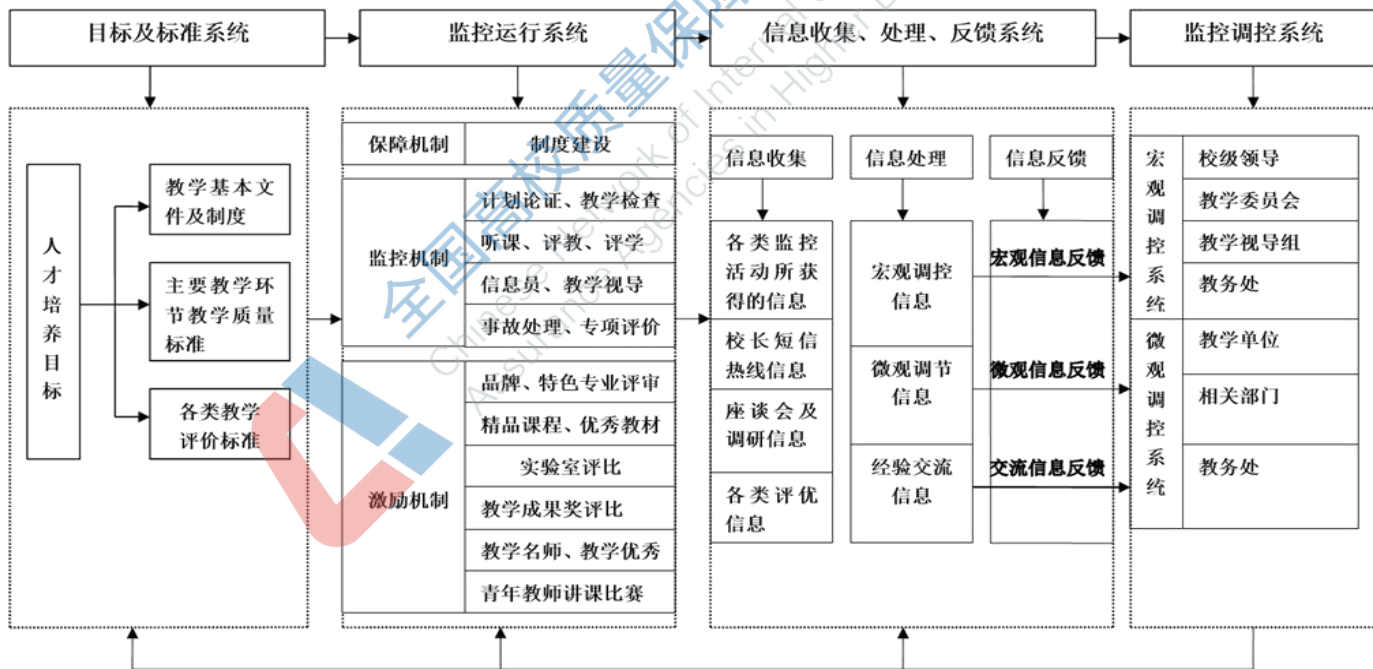 目标及标准系统
监控运行系统
信息收集、处理、反馈系统
监控调控系统
人才培养目标
教学基本文
件及制度
主要教学环
节教学质量
标准
各类教学
评价标准
保障机制
制度建设
监控机制
计划论证、教学检查
听课、评教、评学
信息员、教学视导
事故处理、专项评价
激励机制
品牌、特色专业评审
精品课程、优秀教材
实验室评比
教学成果奖评比
教学名师、教学优秀
青年教师讲课比赛
信息收集
各类监控
活动所获
得的信息
校长短信
热线信息
座谈会及
调研信息
各类评优
信息
信息处理
宏观调控
信息
微观调节
信息
经验交流
信息
信息反馈
宏观信息反馈
微观信息反馈
交流信息反馈
宏观调控系统
校级领导
教学委员会
教学视导组
教务处
微观调控系统
教学单位
相关部门
教务处
全国高校质量保障
Chinese Network of Internal
Assurance Agencies in Higher